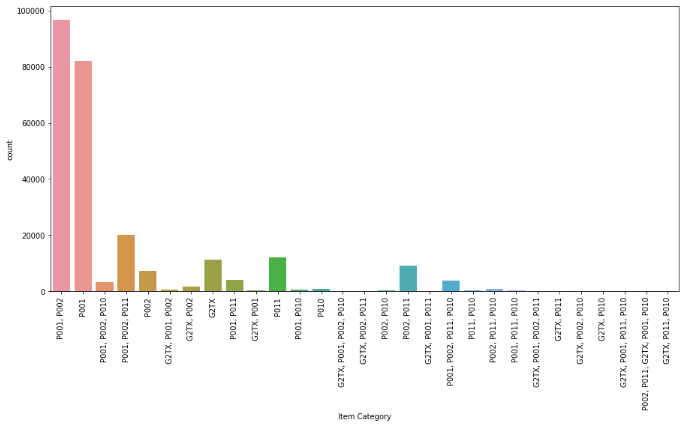 100000
80000
60000
40000
20000
0
count
P001, P002
P001
P001, P002, P010
P001, P002, P011
P002
G2TX, P001, P002
G2TX, P002
G2TX
P001, P011
G2TX, P001
P011
P001, P010
P010
G2TX, P001, P002, P010
G2TX, P002, P011
P002, P010
P002, P011
G2TX, P001, P011
P001, P002, P011, P010
P011, P010
P002, P011, P010
P001, P011, P010
G2TX, P001, P002, P011
G2TX, P011
G2TX, P002, P010
G2TX, P010
G2TX, P001, P011, P010
P002, P011, G2TX, P001, P010
G2TX, P011, P010
Item Category